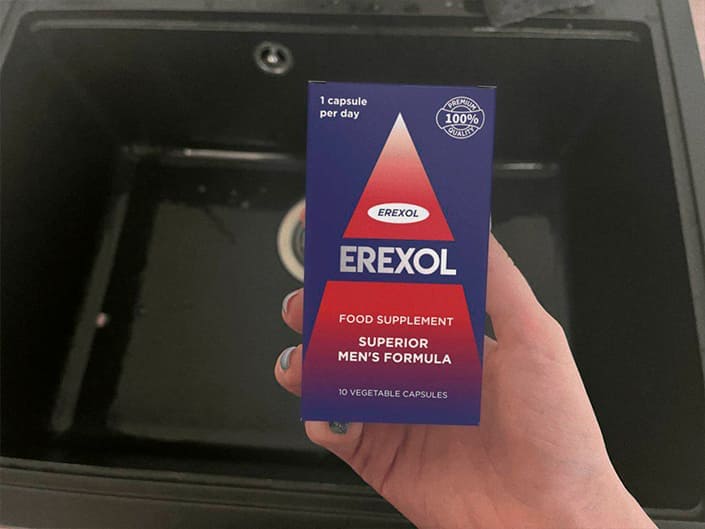 1 capsule
per day
PREMIUM
100%
QUALITY
EREXOL
EREXOL
FOOD SUPPLEMENT
SUPERIOR
MEN'S FORMULA
10 VEGETABLE CAPSULES